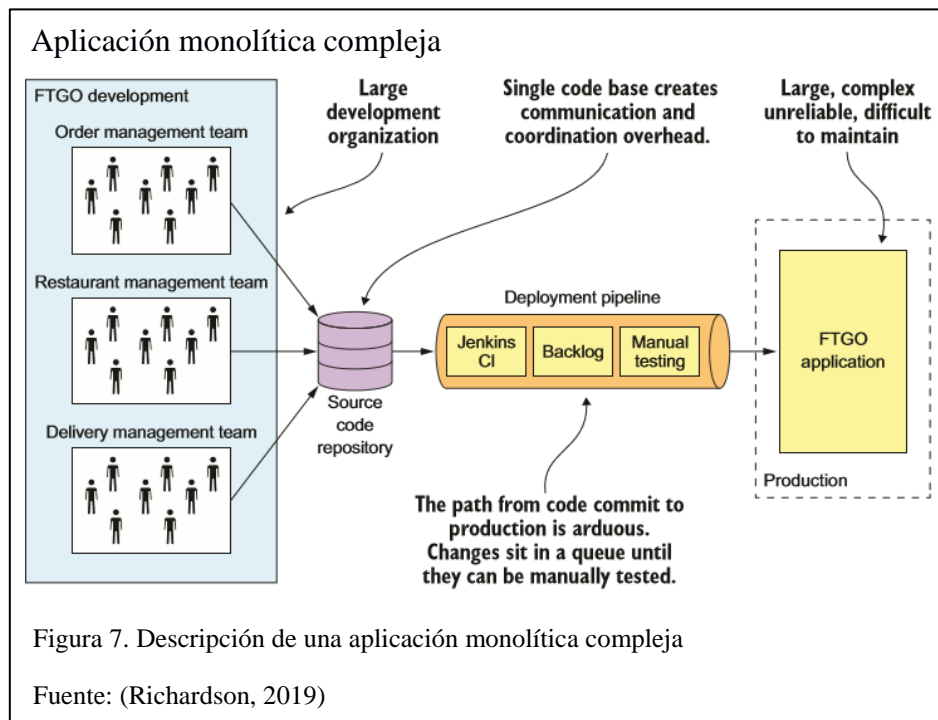 Aplicación monolítica compleja
FTGO development
Order management team
Restaurant management team
Delivery management team
Large
development
organization
Single code base creates
communication and
coordination overhead.
Large, complex
unreliable, difficult
to maintain
Source
code
repository
Deployment pipeline
Jenkins
CI
Backlog
Manual
testing
The path from code commit to
production is arduous.
Changes sit in a queue until
they can be manually tested.
FTGO
application
Production
Figura 7. Descripción de una aplicación monolítica compleja
Fuente: (Richardson, 2019)